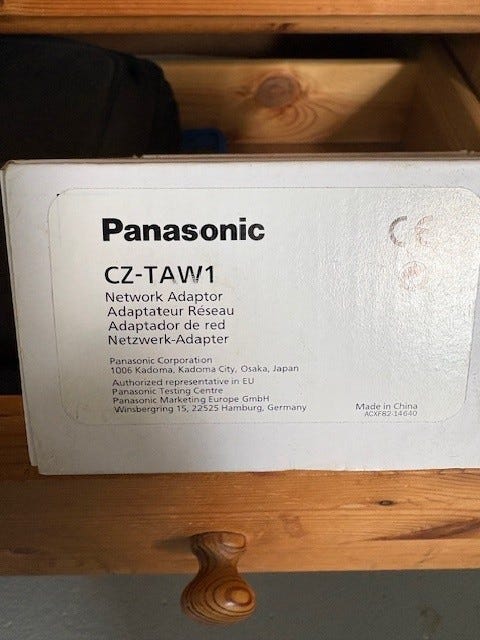 Panasonic
CE
CZ-TAW1
Network Adaptor
Adaptateur Réseau
Adaptador de red
Netzwerk-Adapter
Panasonic Corporation
1006 Kadoma, Kadoma City, Osaka, Japan
Authorized representative in EU
Panasonic Testing Centre
Panasonic Marketing Europe GmbH
Winsbergring 15, 22525 Hamburg, Germany
Made in China
ACXF82-14640